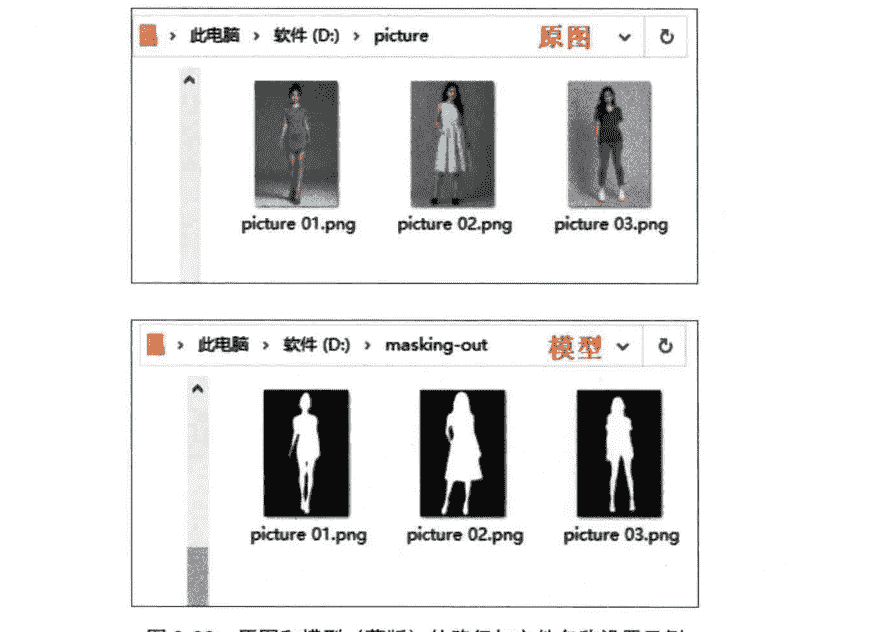 此电脑 > 软件 (D:) > picture 原图
picture 01.png picture 02.png picture 03.png
此电脑 > 软件 (D:) > masking-out 模型
picture 01.png picture 02.png picture 03.png